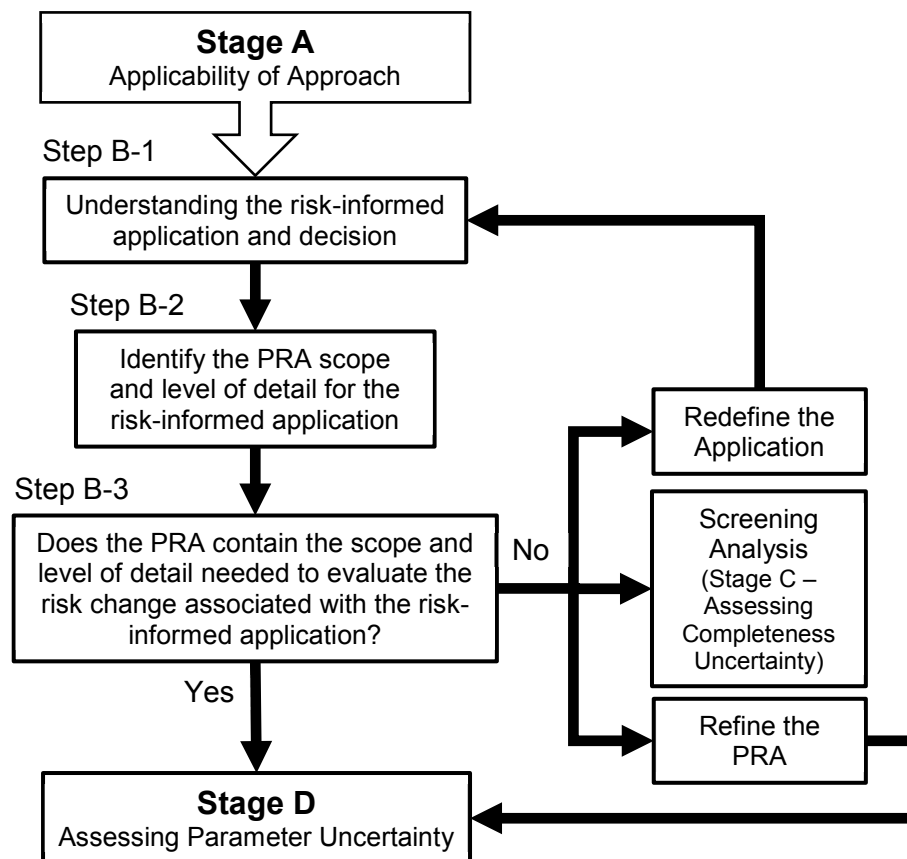 Stage A
Applicability of Approach
Step B-1
Understanding the risk-informed
application and decision
Step B-2
Identify the PRA scope
and level of detail for the
risk-informed application
Step B-3
Does the PRA contain the scope and
level of detail needed to evaluate the
risk change associated with the risk-
informed application?
No
Yes
Redefine the
Application
Screening
Analysis
(Stage C –
Assessing
Completeness
Uncertainty)
Refine the
PRA
Stage D
Assessing Parameter Uncertainty